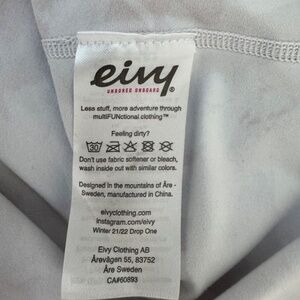 eivy®
UNBORED ONBOARD
Less stuff, more adventure through
multiFUNctional clothing™
Feeling dirty?
30
Don't use fabric softener or bleach,
wash inside out with similar colors.
Designed in the mountains of Åre -
Sweden, manufactured in China.
eivyclothing.com
instagram.com/eivy
Winter 21/22 Drop One
Eivy Clothing AB
Årevägen 55, 83752
Åre Sweden
CA#60893